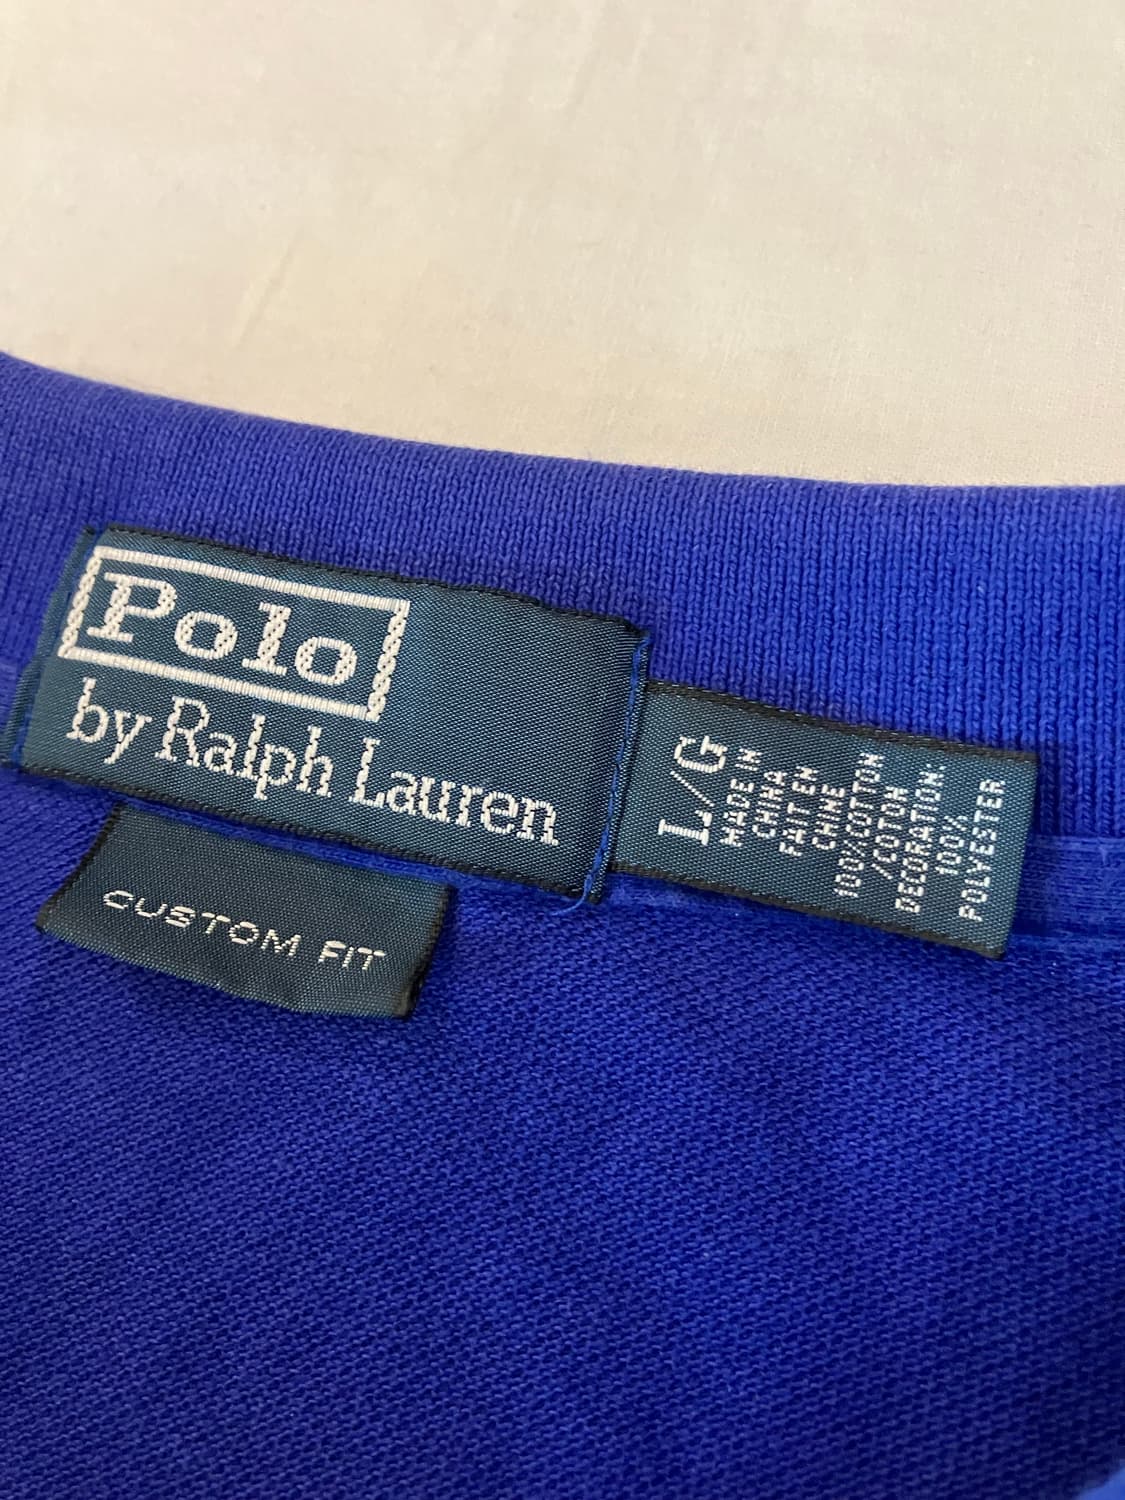 Polo
by Ralph Lauren
CUSTOM FIT
L/G
MADE IN
CHINA
FAIT EN
CHINE
100%COTTON
/COTON
DECORATION:
100%
POLYESTER